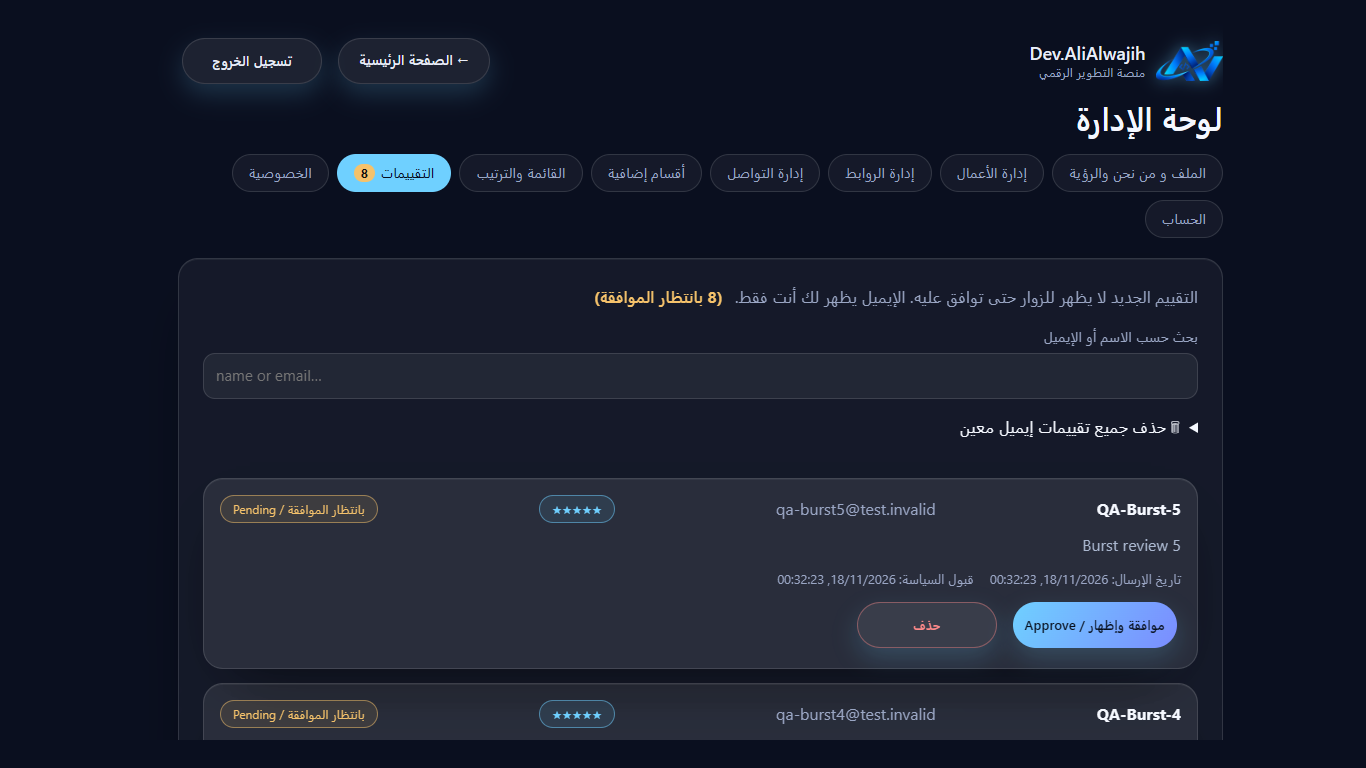 Dev.AliAlwajih
منصة التطوير الرقمي
← الصفحة الرئيسية
تسجيل الخروج
لوحة الإدارة
الملف و من نحن والرؤية
إدارة الأعمال
إدارة الروابط
إدارة التواصل
أقسام إضافية
القائمة والترتيب
التقييمات 8
الخصوصية
الحساب
التقييم الجديد لا يظهر للزوار حتى توافق عليه. الإيميل يظهر لك أنت فقط. (8 بانتظار الموافقة)
بحث حسب الاسم أو الإيميل
name or email...
حذف جميع تقييمات إيميل معين
QA-Burst-5
qa-burst5@test.invalid
★★★★★
بانتظار الموافقة / Pending
Burst review 5
تاريخ الإرسال: 18/11/2026, 00:32:23
قبول السياسة: 18/11/2026, 00:32:23
موافقة وإظهار / Approve
حذف
QA-Burst-4
qa-burst4@test.invalid
★★★★★
بانتظار الموافقة / Pending